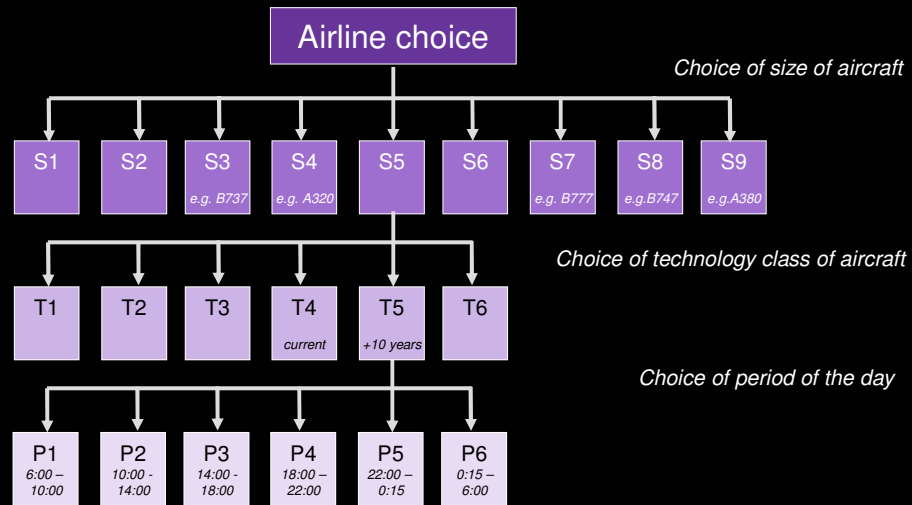 Airline choice
Choice of size of aircraft
S1
S2
S3
e.g. B737
S4
e.g. A320
S5
S6
S7
e.g. B777
S8
e.g.B747
S9
e.g.A380
Choice of technology class of aircraft
T1
T2
T3
T4
current
T5
+10 years
T6
Choice of period of the day
P1
6:00 –
10:00
P2
10:00 -
14:00
P3
14:00 -
18:00
P4
18:00 –
22:00
P5
22:00 –
0:15
P6
0:15 –
6:00